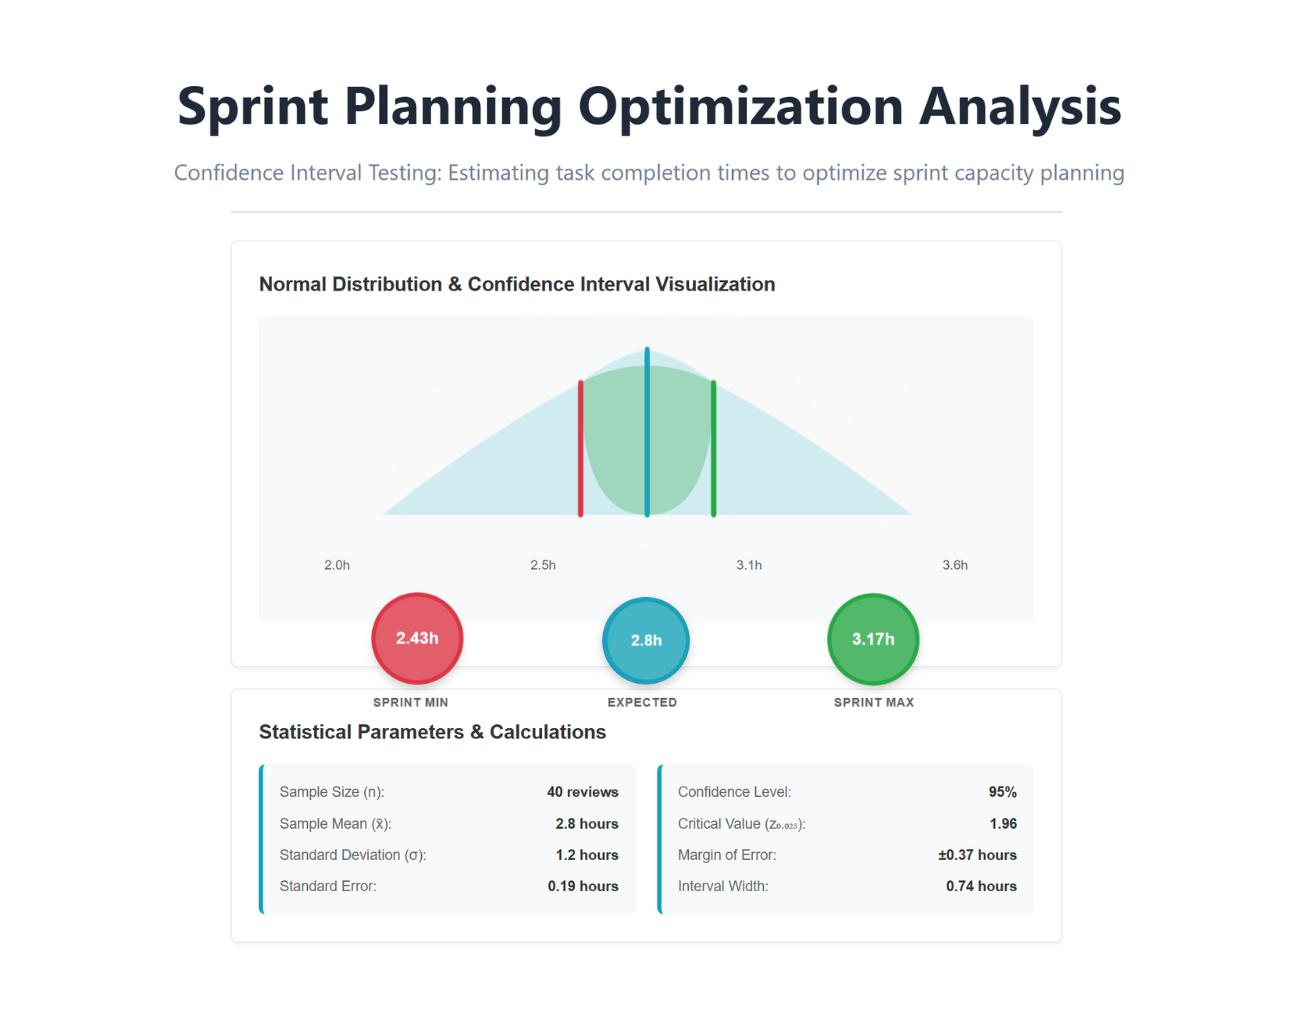 Sprint Planning Optimization Analysis
Confidence Interval Testing: Estimating task completion times to optimize sprint capacity planning
Normal Distribution & Confidence Interval Visualization
2.0h 2.5h 3.1h 3.6h
2.43h 2.8h 3.17h
SPRINT MIN EXPECTED SPRINT MAX
Statistical Parameters & Calculations
Sample Size (n): 40 reviews
Sample Mean (x̄): 2.8 hours
Standard Deviation (σ): 1.2 hours
Standard Error: 0.19 hours
Confidence Level: 95%
Critical Value (z₀.₀₂₅): 1.96
Margin of Error: ±0.37 hours
Interval Width: 0.74 hours